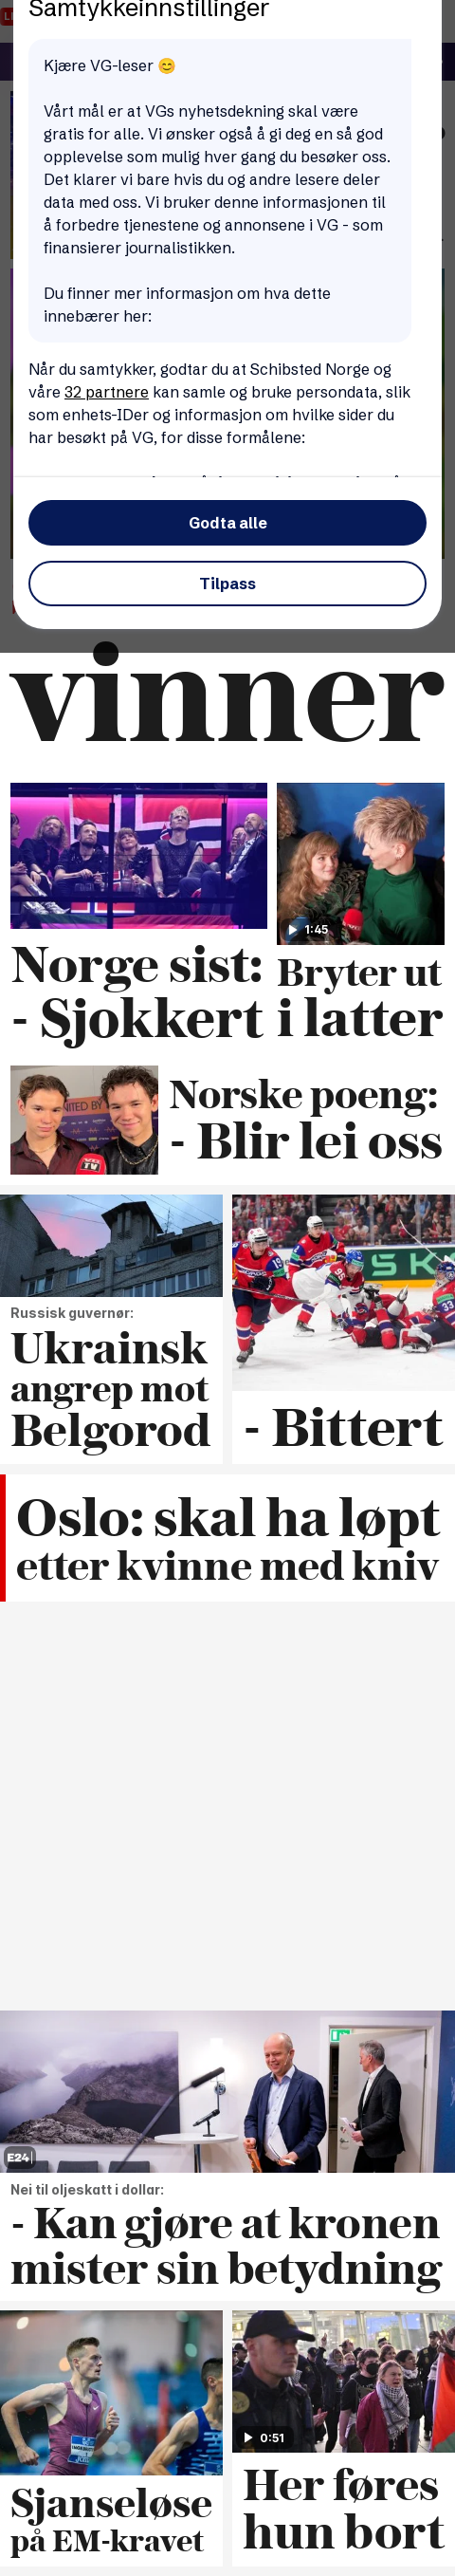 Samtykkeinnstillinger
Kjære VG-leser 😊
Vårt mål er at VGs nyhetsdekning skal være
gratis for alle. Vi ønsker også å gi deg en så god
opplevelse som mulig hver gang du besøker oss.
Det klarer vi bare hvis du og andre lesere deler
data med oss. Vi bruker denne informasjonen til
å forbedre tjenestene og annonsene i VG - som
finansierer journalistikken.
Du finner mer informasjon om hva dette
innebærer her:
Når du samtykker, godtar du at Schibsted Norge og
våre 32 partnere kan samle og bruke persondata, slik
som enhets-IDer og informasjon om hvilke sider du
har besøkt på VG, for disse formålene:
Godta alle
Tilpass
vinner
1:45
Norge sist:
- Sjokkert
Bryter ut
i latter
Norske poeng:
- Blir lei oss
Russisk guvernør:
Ukrainsk
angrep mot
Belgorod
- Bittert
Oslo: skal ha løpt
etter kvinne med kniv
E24
Nei til oljeskatt i dollar:
- Kan gjøre at kronen
mister sin betydning
Sjanseløse
på EM-kravet
0:51
Her føres
hun bort